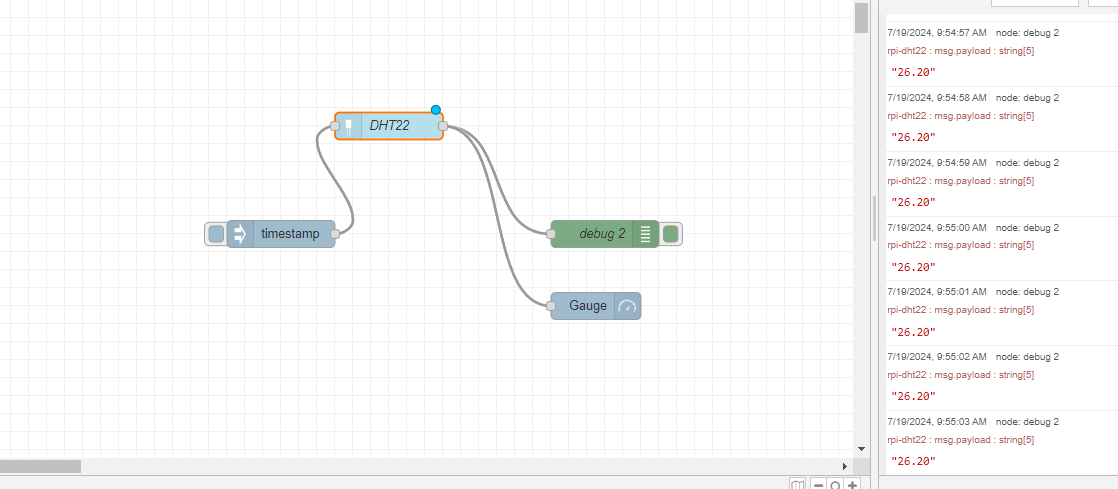 DHT22
timestamp
debug 2
Gauge
7/19/2024, 9:54:57 AM node: debug 2
rpi-dht22 : msg.payload : string[5]
"26.20"
7/19/2024, 9:54:58 AM node: debug 2
rpi-dht22 : msg.payload : string[5]
"26.20"
7/19/2024, 9:54:59 AM node: debug 2
rpi-dht22 : msg.payload : string[5]
"26.20"
7/19/2024, 9:55:00 AM node: debug 2
rpi-dht22 : msg.payload : string[5]
"26.20"
7/19/2024, 9:55:01 AM node: debug 2
rpi-dht22 : msg.payload : string[5]
"26.20"
7/19/2024, 9:55:02 AM node: debug 2
rpi-dht22 : msg.payload : string[5]
"26.20"
7/19/2024, 9:55:03 AM node: debug 2
rpi-dht22 : msg.payload : string[5]
"26.20"